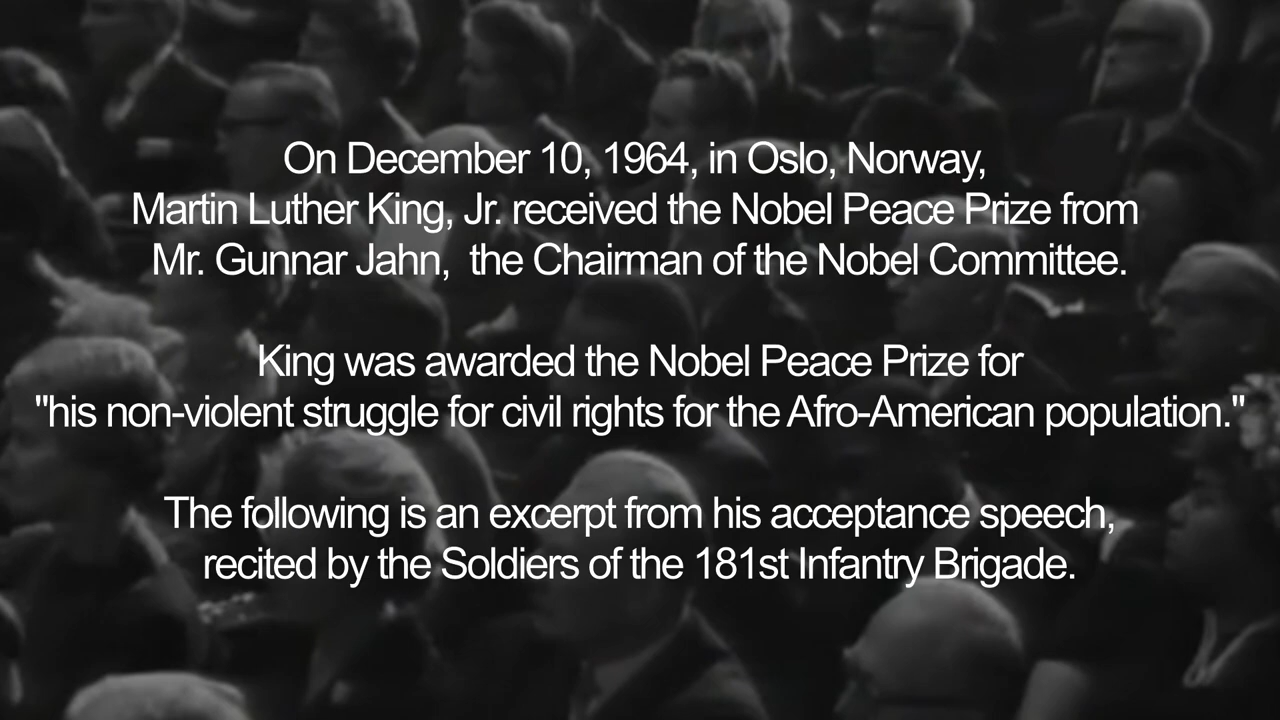 On December 10, 1964, in Oslo, Norway,
Martin Luther King, Jr. received the Nobel Peace Prize from
Mr. Gunnar Jahn,  the Chairman of the Nobel Committee.
King was awarded the Nobel Peace Prize for
"his non-violent struggle for civil rights for the Afro-American population."
The following is an excerpt from his acceptance speech,
recited by the Soldiers of the 181st Infantry Brigade.